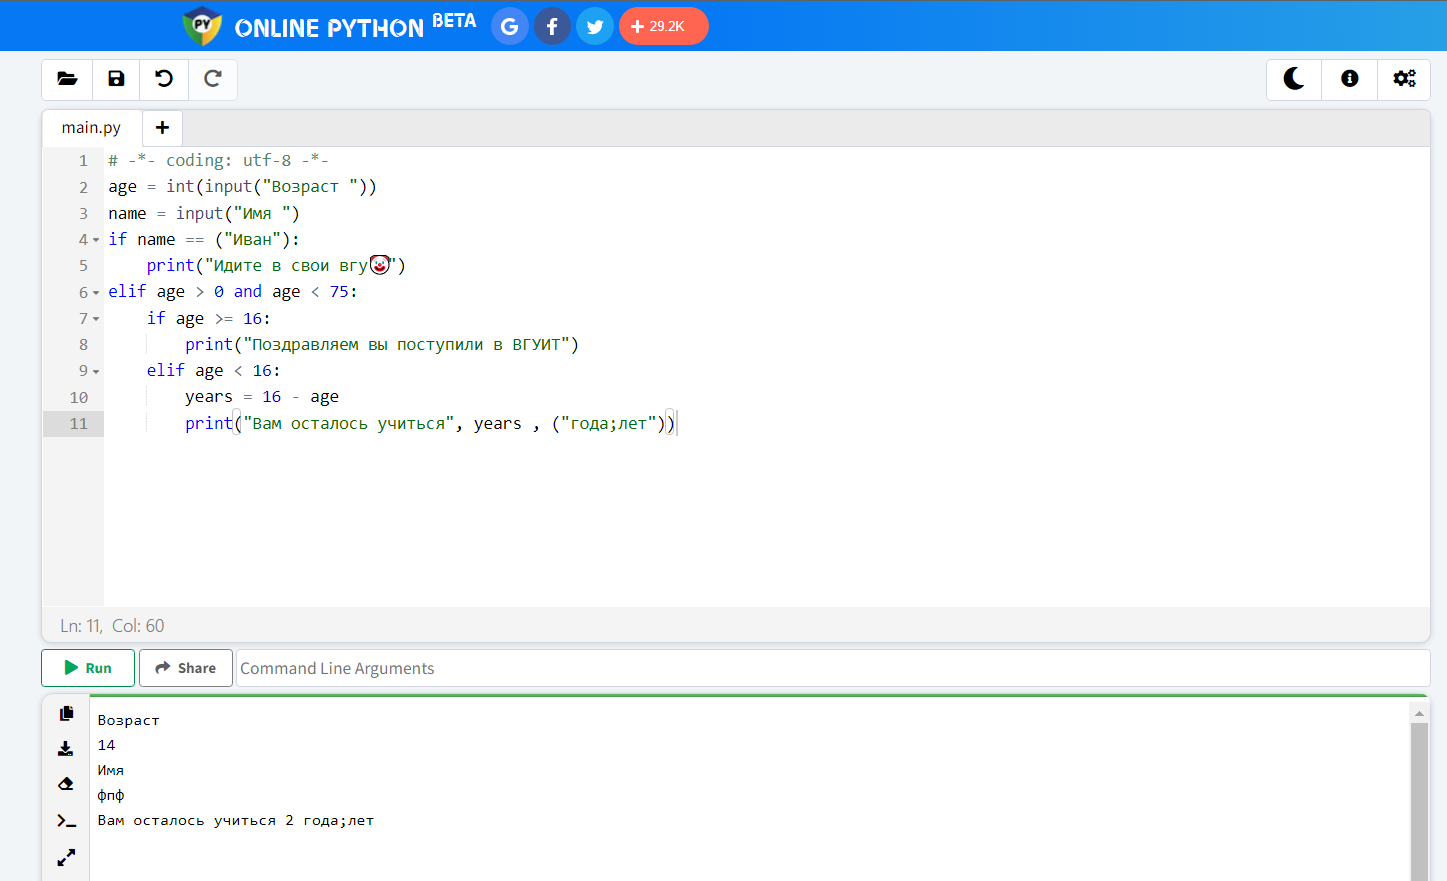 ONLINE PYTHON BETA
29.2K
main.py
1 # -*- coding: utf-8 -*-
2 age = int(input("Возраст "))
3 name = input("Имя ")
4 if name == ("Иван"):
5 print("Идите в свои вгу🤡")
6 elif age > 0 and age < 75:
7 if age >= 16:
8 print("Поздравляем вы поступили в ВГУИТ")
9 elif age < 16:
10 years = 16 - age
11 print("Вам осталось учиться", years , ("года;лет"))
Ln: 11, Col: 60
Run Share Command Line Arguments
Возраст
14
Имя
фпф
Вам осталось учиться 2 года;лет